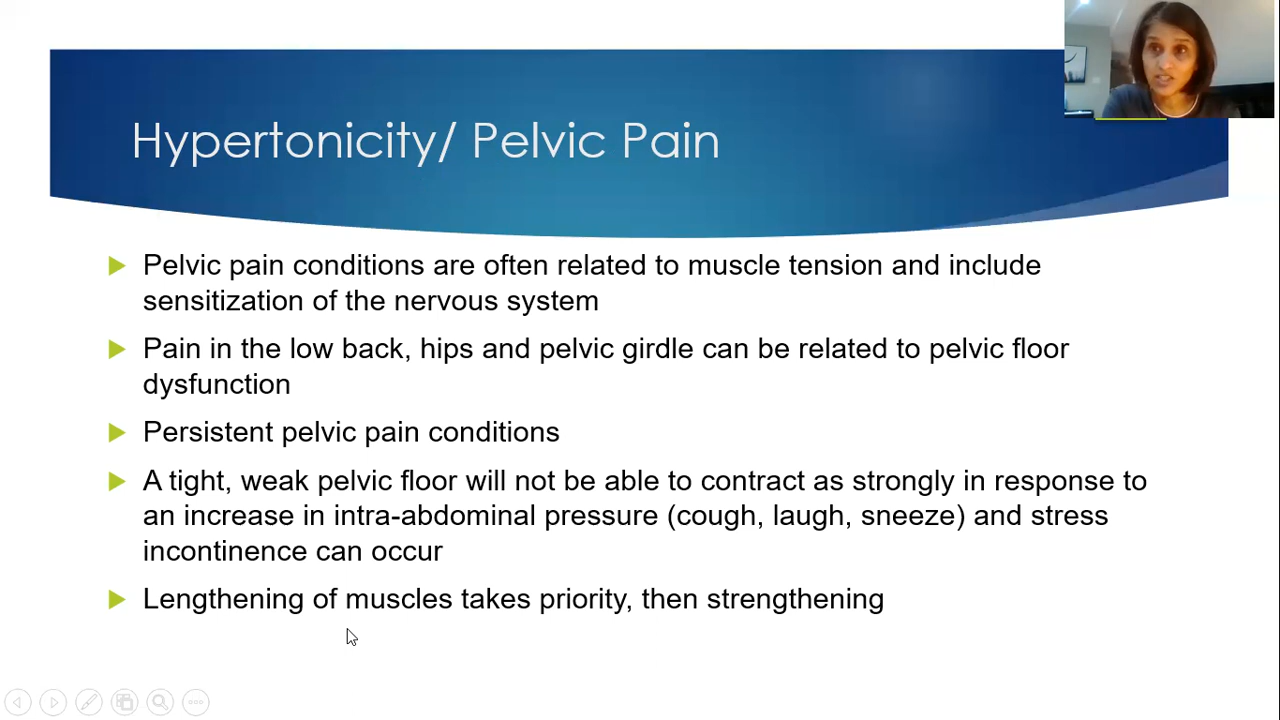 Hypertonicity/ Pelvic Pain
Pelvic pain conditions are often related to muscle tension and include
sensitization of the nervous system
Pain in the low back, hips and pelvic girdle can be related to pelvic floor
dysfunction
Persistent pelvic pain conditions
A tight, weak pelvic floor will not be able to contract as strongly in response to
an increase in intra-abdominal pressure (cough, laugh, sneeze) and stress
incontinence can occur
Lengthening of muscles takes priority, then strengthening